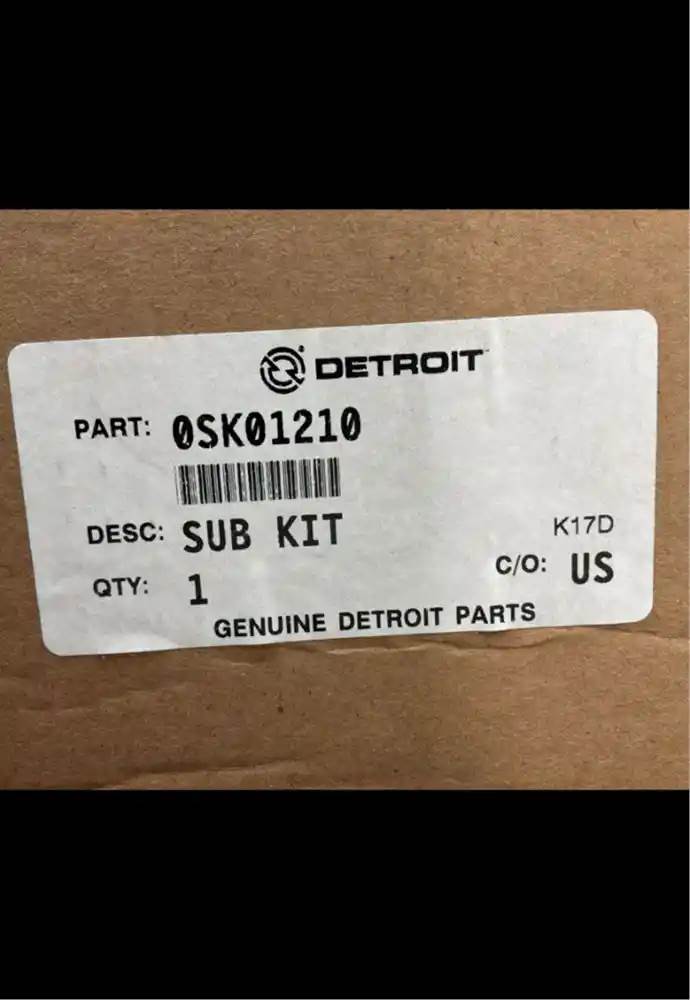 DETROIT
PART: 0SK01210
DESC: SUB KIT
K17D
QTY: 1
C/O: US
GENUINE DETROIT PARTS